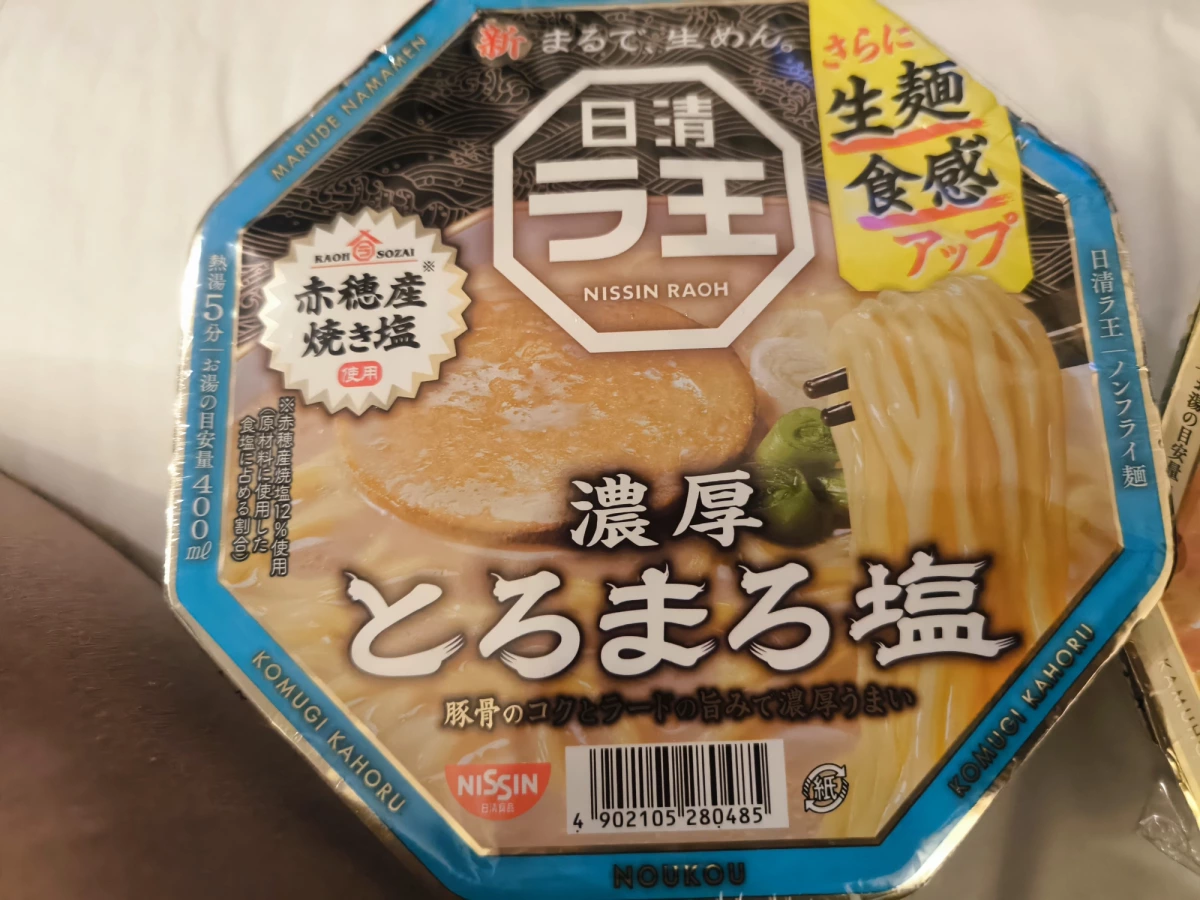 新 まるで、生めん。
さらに
生麺
食感
アップ
MARUDE NAMAMEN
日清
ラ王
NISSIN RAOH
RAOH SOZAI
赤穂産※
焼き塩
使用
熱湯5分｜お湯の目安量400ml
※赤穂産焼塩12%使用
(原材料に使用した
食塩に占める割合)
日清ラ王｜ノンフライ麺
濃厚
とろまろ塩
豚骨のコクとラードの旨みで濃厚うまい
KOMUGI KAHORU
KOMUGI KAHORU
NISSIN
4 902105 280485
紙
NOUKOU
湯の目安量